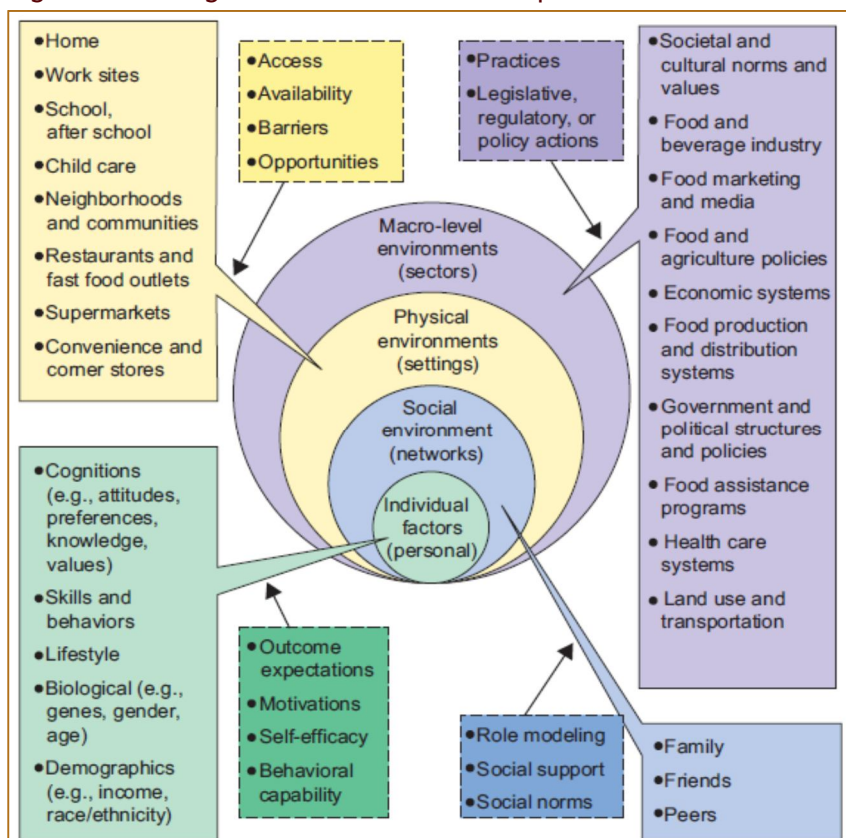 ●Home
●Work sites
●School,
after school
●Child care
●Neighborhoods
and communities
●Restaurants and
fast food outlets
●Supermarkets
●Convenience and
corner stores
●Access
●Availability
●Barriers
●Opportunities
●Practices
●Legislative,
regulatory, or
policy actions
●Societal and
cultural norms and
values
● Food and
beverage industry
● Food marketing
and media
● Food and
agriculture policies
● Economic systems
● Food production
and distribution
systems
● Government and
political structures
and policies
● Food assistance
programs
● Health care
systems
● Land use and
transportation
Macro-level
environments
(sectors)
Physical
environments
(settings)
Social
environment
(networks)
Individual
factors
(personal)
● Cognitions
(e.g., attitudes,
preferences,
knowledge,
values)
● Skills and
behaviors
● Lifestyle
● Biological (e.g.,
genes, gender,
age)
● Demographics
(e.g., income,
race/ethnicity)
●Outcome
expectations
●Motivations
●Self-efficacy
●Behavioral
capability
●Role modeling
●Social support
●Social norms
●Family
●Friends
●Peers